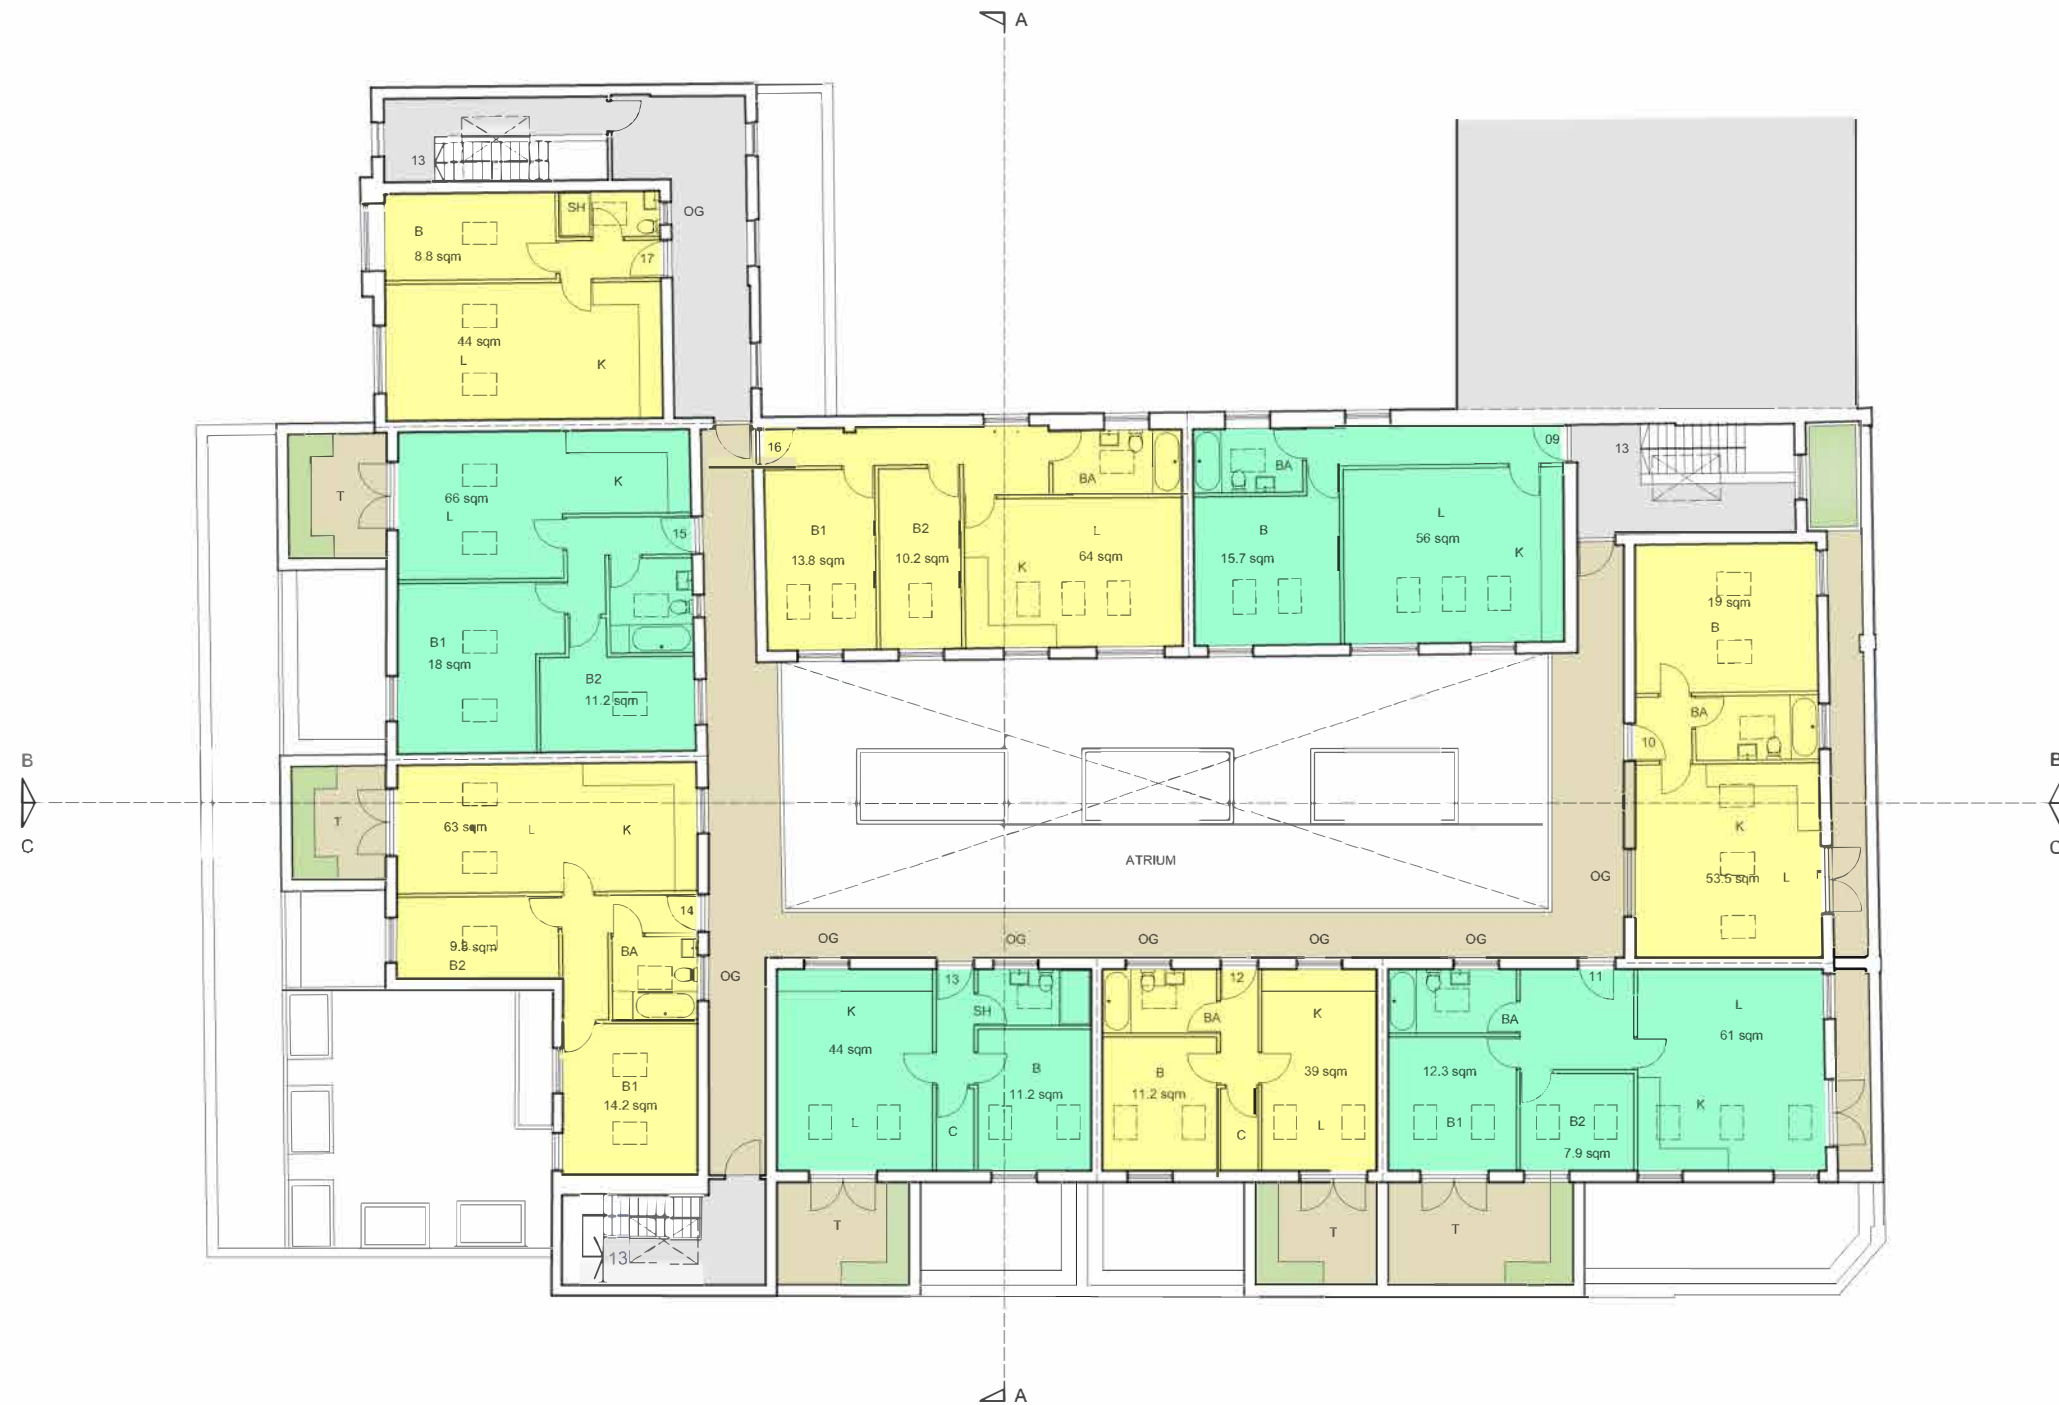 A
13
SH
OG
B
8.8 sqm
17
44 sqm
L
K
16
09
13
BA
BA
T
66 sqm
L
K
15
B1
13.8 sqm
B2
10.2 sqm
L
64 sqm
K
B
15.7 sqm
L
56 sqm
K
19 sqm
B
B1
18 sqm
B2
11.2 sqm
BA
10
B
C
B
C
T
63 sqm
L
K
K
ATRIUM
53.5 sqm
L
OG
14
9.8 sqm
B2
BA
OG
OG
OG
OG
OG
OG
13
12
11
K
SH
BA
K
BA
L
44 sqm
61 sqm
B
11.2 sqm
B
11.2 sqm
39 sqm
12.3 sqm
B1
14.2 sqm
L
C
C
L
B1
B2
7.9 sqm
K
13
T
T
T
A